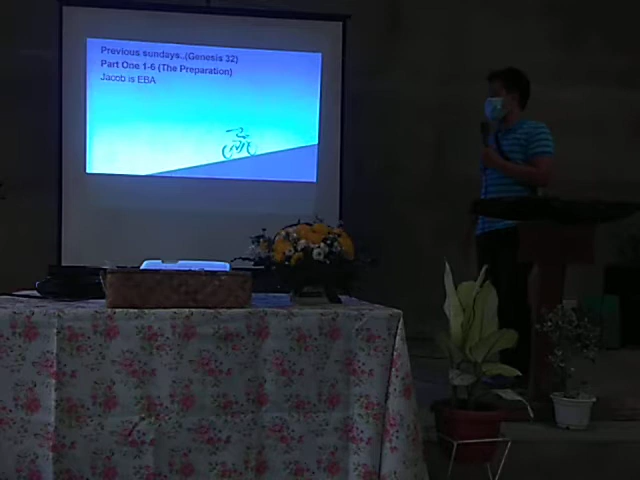 Previous sundays..(Genesis 32)
Part One 1-6 (The Preparation)
Jacob is EBA